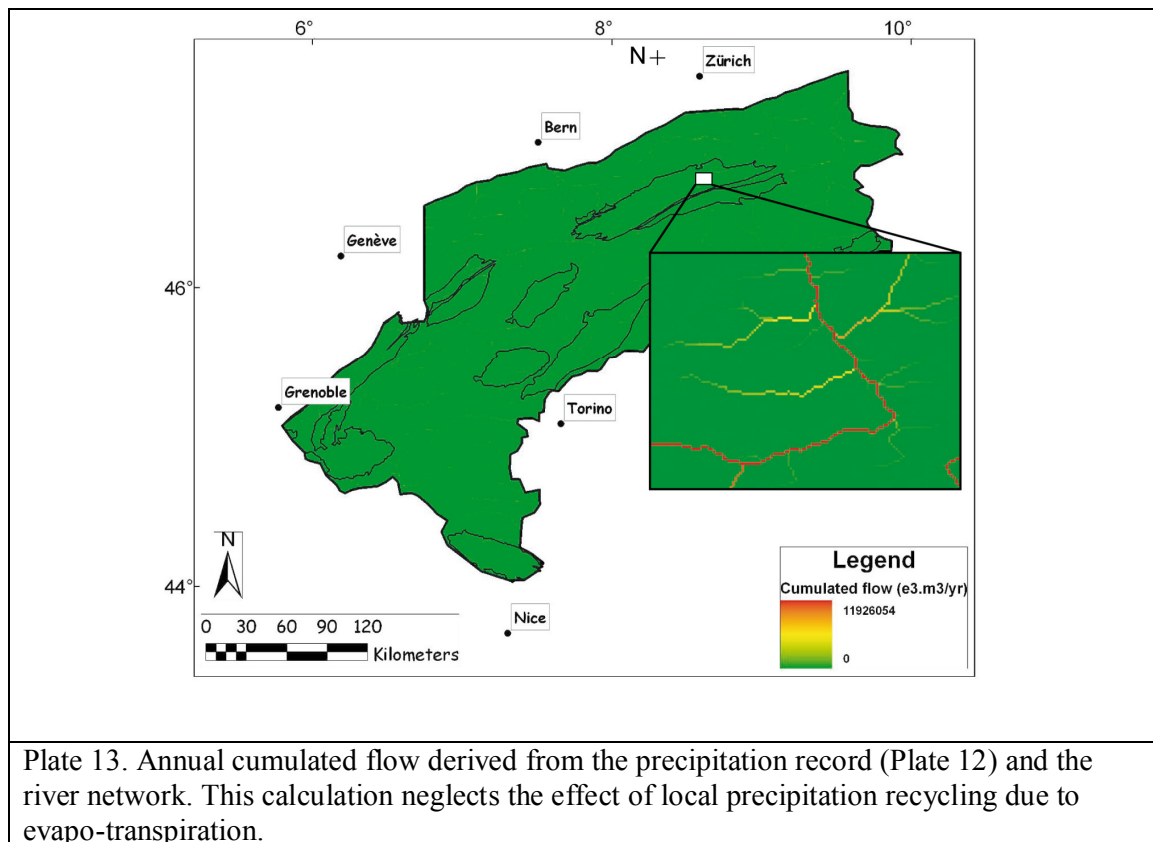 6° 8° 10°
N+
Zürich
Bern
Genève
46°
Grenoble
Torino
44°
N
Nice
0 30 60 90 120
Kilometers
Legend
Cumulated flow (e3.m3/yr)
11926054
0
Plate 13. Annual cumulated flow derived from the precipitation record (Plate 12) and the
river network. This calculation neglects the effect of local precipitation recycling due to
evapo-transpiration.